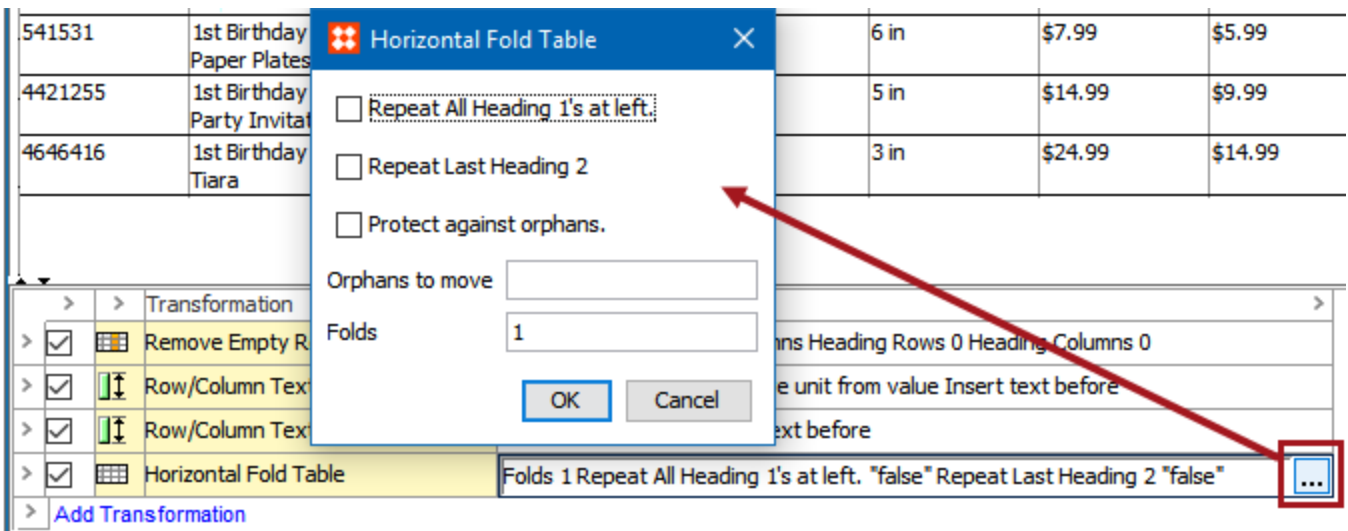 .541531 1st Birthday 6 in $7.99 $5.99
Paper Plates
.4421255 1st Birthday 5 in $14.99 $9.99
Party Invitat
4646416 1st Birthday 3 in $24.99 $14.99
Tiara
Horizontal Fold Table
Repeat All Heading 1's at left.
Repeat Last Heading 2
Protect against orphans.
Orphans to move
Folds 1
OK Cancel
Transformation
Remove Empty R nns Heading Rows 0 Heading Columns 0
Row/Column Text e unit from value Insert text before
Row/Column Text ext before
Horizontal Fold Table Folds 1 Repeat All Heading 1's at left. "false" Repeat Last Heading 2 "false" ...
Add Transformation